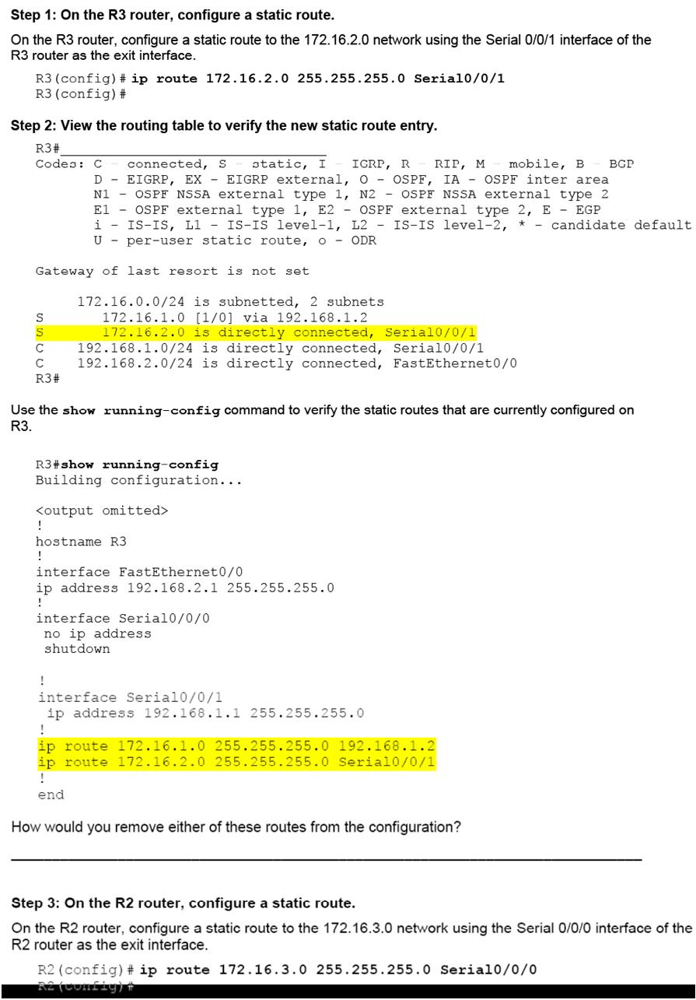 Step 1: On the R3 router, configure a static route.
On the R3 router, configure a static route to the 172.16.2.0 network using the Serial 0/0/1 interface of the
R3 router as the exit interface.
R3(config)# ip route 172.16.2.0 255.255.255.0 Serial0/0/1
R3(config)#
Step 2: View the routing table to verify the new static route entry.
R3#
Codes: C - connected, S - static, I - IGRP, R - RIP, M - mobile, B - BGP
D - EIGRP, EX - EIGRP external, O - OSPF, IA - OSPF inter area
N1 - OSPF NSSA external type 1, N2 - OSPF NSSA external type 2
E1 - OSPF external type 1, E2 - OSPF external type 2, E - EGP
i - IS-IS, L1 - IS-IS level-1, L2 - IS-IS level-2, * - candidate default
U - per-user static route, o - ODR
Gateway of last resort is not set
172.16.0.0/24 is subnetted, 2 subnets
S 172.16.1.0 [1/0] via 192.168.1.2
S 172.16.2.0 is directly connected, Serial0/0/1
C 192.168.1.0/24 is directly connected, Serial0/0/1
C 192.168.2.0/24 is directly connected, FastEthernet0/0
R3#
Use the show running-config command to verify the static routes that are currently configured on
R3.
R3#show running-config
Building configuration...
<output omitted>
!
hostname R3
!
interface FastEthernet0/0
ip address 192.168.2.1 255.255.255.0
!
interface Serial0/0/0
no ip address
shutdown
!
interface Serial0/0/1
ip address 192.168.1.1 255.255.255.0
!
ip route 172.16.1.0 255.255.255.0 192.168.1.2
ip route 172.16.2.0 255.255.255.0 Serial0/0/1
!
end
How would you remove either of these routes from the configuration?
Step 3: On the R2 router, configure a static route.
On the R2 router, configure a static route to the 172.16.3.0 network using the Serial 0/0/0 interface of the
R2 router as the exit interface.
R2(config)# ip route 172.16.3.0 255.255.255.0 Serial0/0/0
R2(config)#